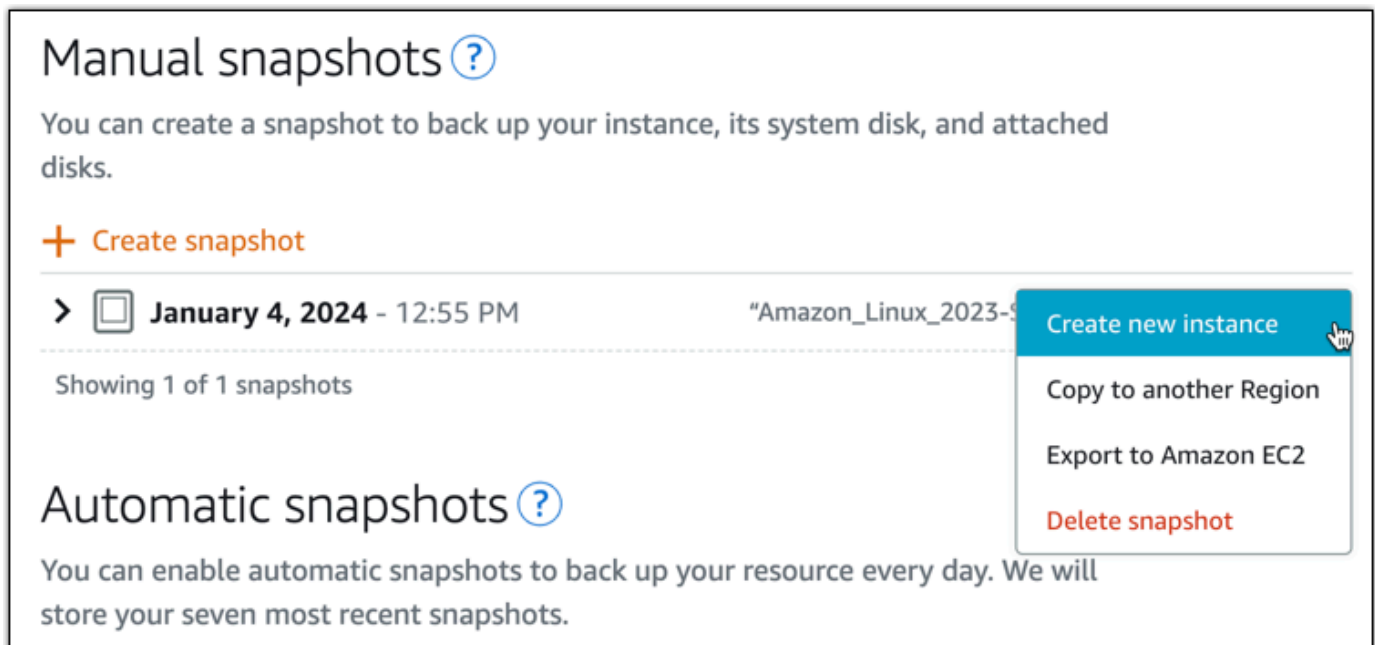 Manual snapshots ?
You can create a snapshot to back up your instance, its system disk, and attached
disks.
+ Create snapshot
January 4, 2024 - 12:55 PM "Amazon_Linux_2023-
Create new instance
Showing 1 of 1 snapshots
Copy to another Region
Export to Amazon EC2
Delete snapshot
Automatic snapshots ?
You can enable automatic snapshots to back up your resource every day. We will
store your seven most recent snapshots.